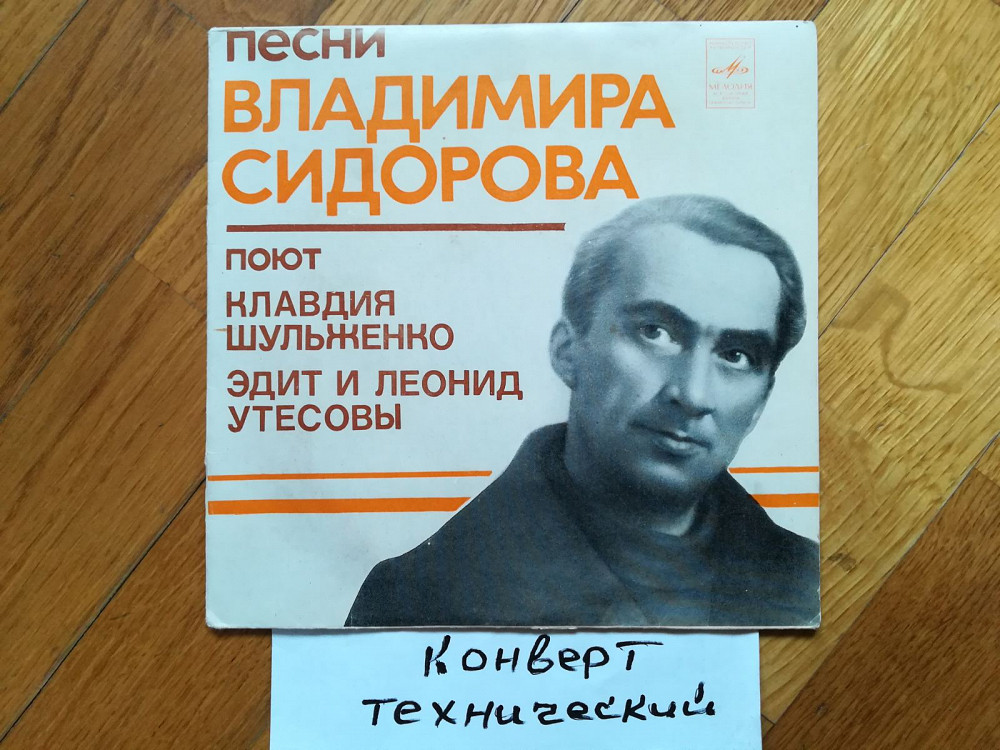 песни
ВЛАДИМИРА
СИДОРОВА
ПОЮТ
КЛАВДИЯ
ШУЛЬЖЕНКО
ЭДИТ И ЛЕОНИД
УТЕСОВЫ
МЕЛОДИЯ
Конверт
технический